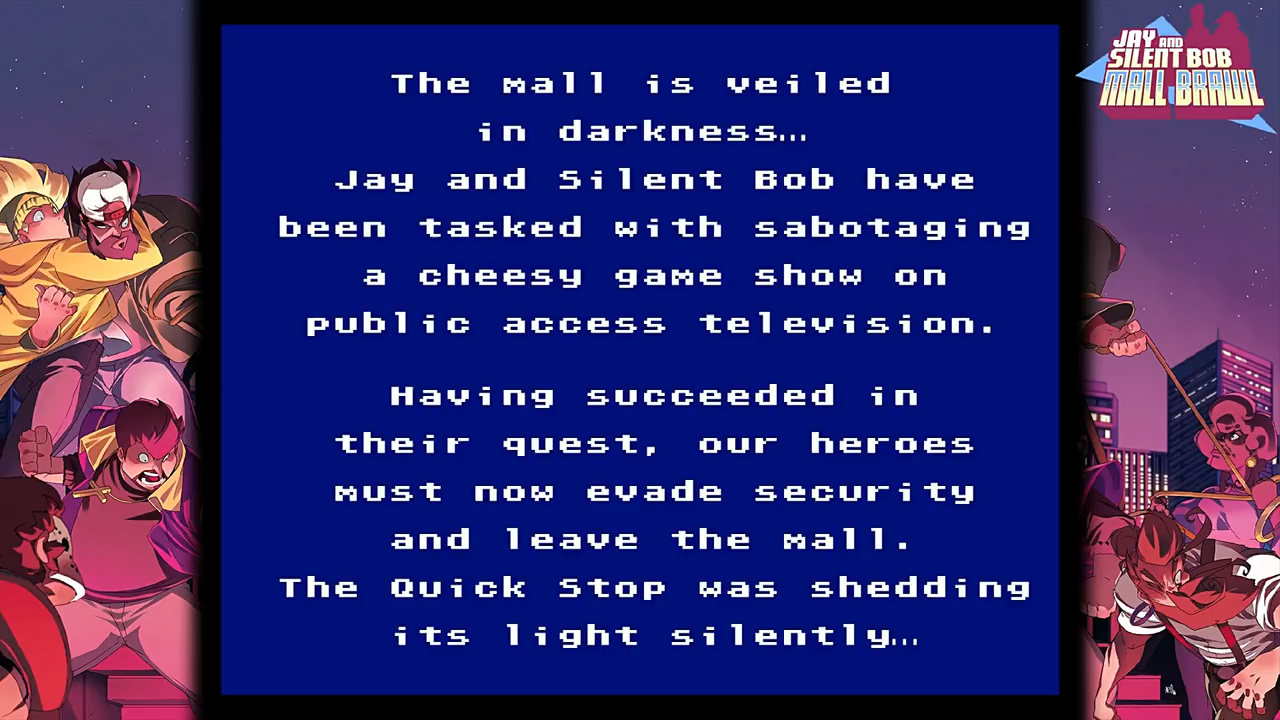 The mall is veiled
in darkness...
Jay and Silent Bob have
been tasked with sabotaging
a cheesy game show on
public access television.
Having succeeded in
their quest, our heroes
must now evade security
and leave the mall.
The Quick Stop was shedding
its light silently...
JAY AND
SILENT BOB
MALL BRAWL